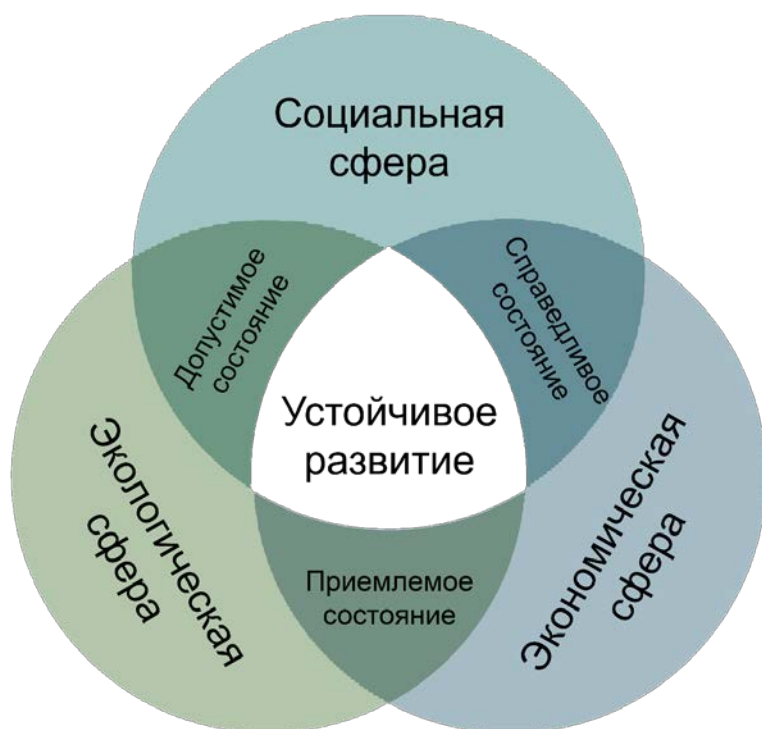 Социальная
сфера
Допустимое
состояние
Справедливое
состояние
Устойчивое
развитие
Экологическая
сфера
Экономическая
сфера
Приемлемое
состояние